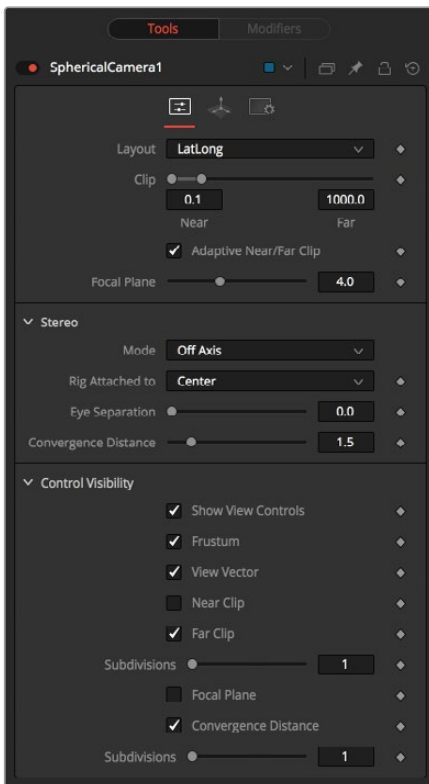 Tools Modifiers
SphericalCamera1
Layout LatLong
Clip
0.1 1000.0
Near Far
Adaptive Near/Far Clip
Focal Plane 4.0
Stereo
Mode Off Axis
Rig Attached to Center
Eye Separation 0.0
Convergence Distance 1.5
Control Visibility
Show View Controls
Frustum
View Vector
Near Clip
Far Clip
Subdivisions 1
Focal Plane
Convergence Distance
Subdivisions 1